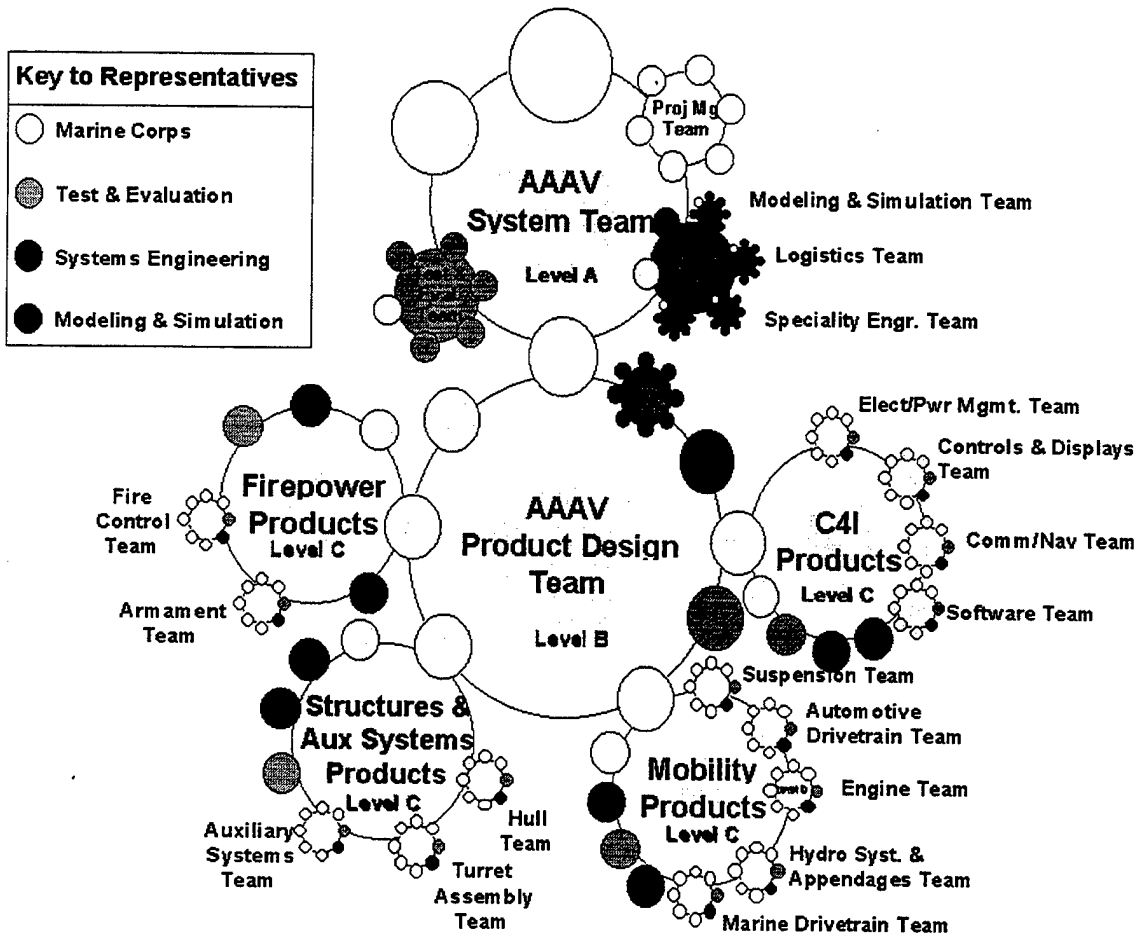 Key to Representatives
Marine Corps
Test & Evaluation
Systems Engineering
Modeling & Simulation
Proj Mg
Team
AAAV
System Team
Level A
Modeling & Simulation Team
Logistics Team
Speciality Engr. Team
Elect/Pwr Mgmt. Team
Controls & Displays
Team
C4I
Products
Level C
Comm/Nav Team
Software Team
Firepower
Products
Level C
Fire
Control
Team
Armament
Team
AAAV
Product Design
Team
Level B
Structures &
Aux Systems
Products
Level C
Auxiliary
Systems
Team
Turret
Assembly
Team
Hull
Team
Suspension Team
Automotive
Drivetrain Team
Mobility
Products
Level C
Engine Team
Hydro Syst. &
Appendages Team
Marine Drivetrain Team